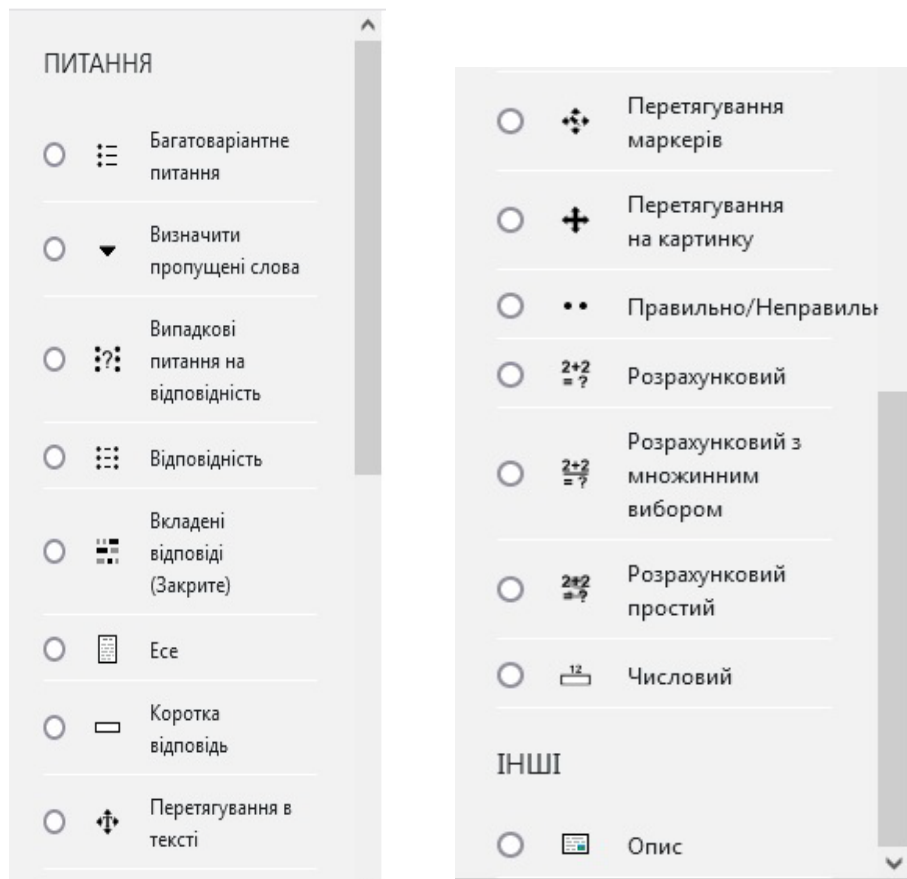 ПИТАННЯ
Багатоваріантне
питання
Визначити
пропущені слова
Випадкові
питання на
відповідність
Відповідність
Вкладені
відповіді
(Закрите)
Есе
Коротка
відповідь
Перетягування в
тексті
Перетягування
маркерів
Перетягування
на картинку
Правильно/Неправильн
2+2
= ?
Розрахунковий
2+2
= ?
Розрахунковий з
множинним
вибором
2+2
= ?
Розрахунковий
простий
12
Числовий
ІНШІ
Опис